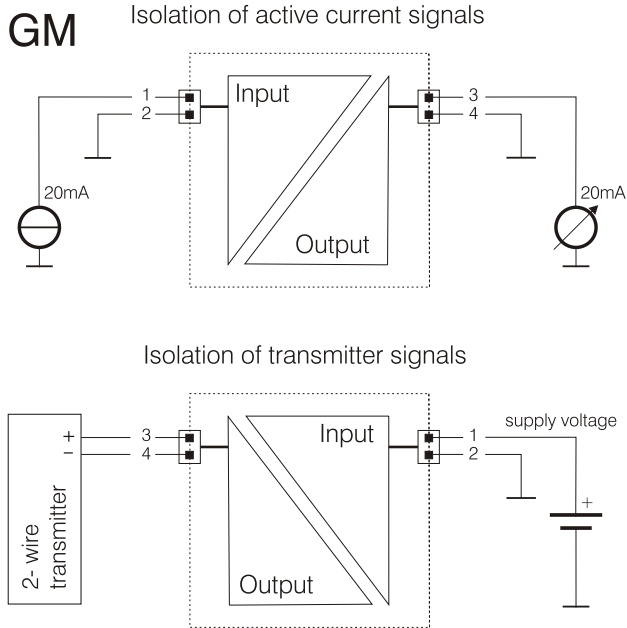 GM
Isolation of active current signals
1
2
Input
Output
3
4
20mA
20mA
Isolation of transmitter signals
+
−
2- wire
transmitter
3
4
Input
Output
1
2
supply voltage
+